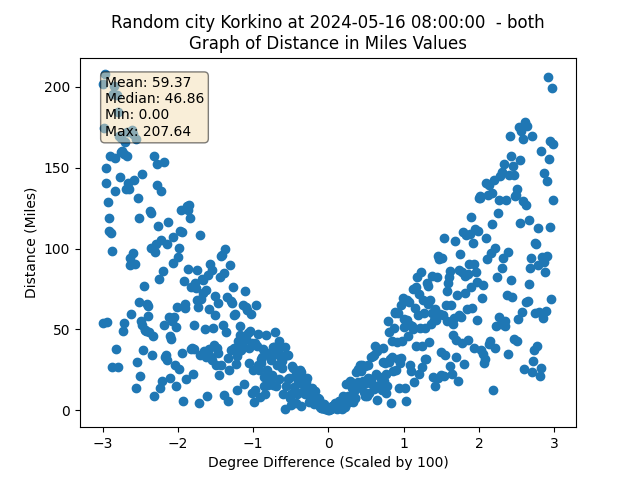 Random city Korkino at 2024-05-16 08:00:00  - both
Graph of Distance in Miles Values
Mean: 59.37
Median: 46.86
Min: 0.00
Max: 207.64
200
150
100
50
0
Distance (Miles)
−3 −2 −1 0 1 2 3
Degree Difference (Scaled by 100)